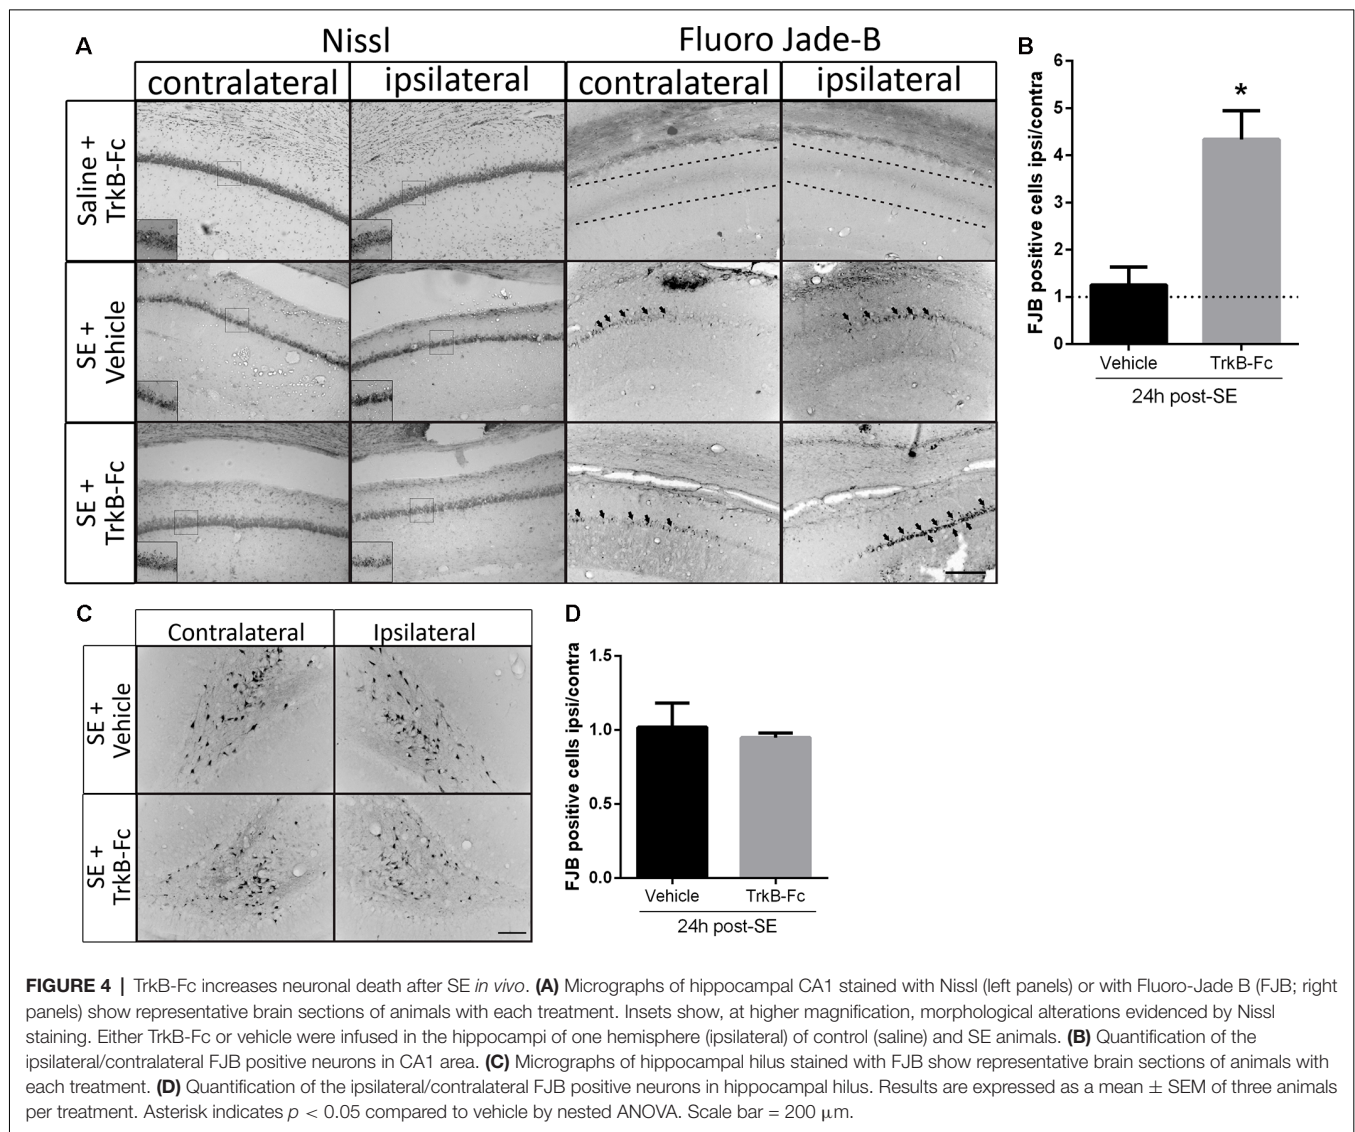 A
Nissl
Fluoro Jade-B
contralateral
ipsilateral
contralateral
ipsilateral
Saline +
TrkB-Fc
SE +
Vehicle
SE +
TrkB-Fc
B
FJB positive cells ipsi/contra
6
5
4
3
2
1
0
*
Vehicle
TrkB-Fc
24h post-SE
C
Contralateral
Ipsilateral
SE +
Vehicle
SE +
TrkB-Fc
D
FJB positive cells ipsi/contra
1.5
1.0
0.5
0.0
Vehicle
TrkB-Fc
24h post-SE
FIGURE 4 | TrkB-Fc increases neuronal death after SE in vivo. (A) Micrographs of hippocampal CA1 stained with Nissl (left panels) or with Fluoro-Jade B (FJB; right
panels) show representative brain sections of animals with each treatment. Insets show, at higher magnification, morphological alterations evidenced by Nissl
staining. Either TrkB-Fc or vehicle were infused in the hippocampi of one hemisphere (ipsilateral) of control (saline) and SE animals. (B) Quantification of the
ipsilateral/contralateral FJB positive neurons in CA1 area. (C) Micrographs of hippocampal hilus stained with FJB show representative brain sections of animals with
each treatment. (D) Quantification of the ipsilateral/contralateral FJB positive neurons in hippocampal hilus. Results are expressed as a mean ± SEM of three animals
per treatment. Asterisk indicates p < 0.05 compared to vehicle by nested ANOVA. Scale bar = 200 μm.